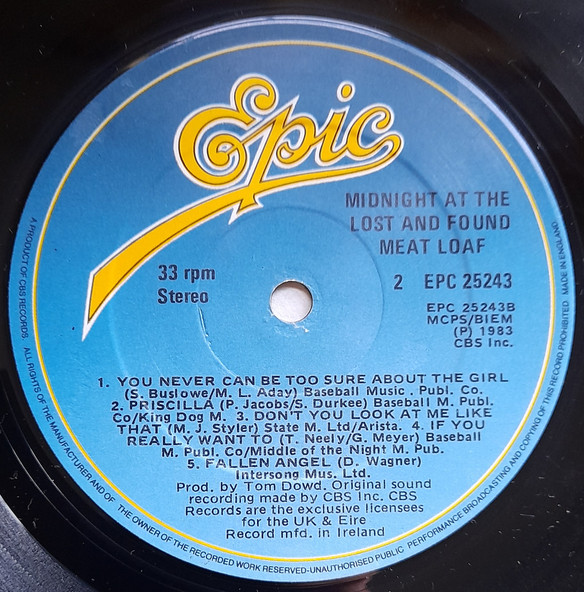 Epic
MIDNIGHT AT THE
LOST AND FOUND
MEAT LOAF
33 rpm
Stereo
2 EPC 25243
EPC 25243B
MCPS/BIEM
(P) 1983
CBS Inc.
1. YOU NEVER CAN BE TOO SURE ABOUT THE GIRL
(S. Buslowe/M. L. Aday) Baseball Music . Publ. Co.
2. PRISCILLA (P. Jacobs/S. Durkee) Baseball M. Publ.
Co/King Dog M. 3. DON'T YOU LOOK AT ME LIKE
THAT (M. J. Styler) State M. Ltd/Arista. 4. IF YOU
REALLY WANT TO (T. Neely/G. Meyer) Baseball
M. Publ. Co/Middle of the Night M. Pub.
5. FALLEN ANGEL (D. Wagner)
Intersong Mus. Ltd.
Prod. by Tom Dowd. Original sound
recording made by CBS Inc. CBS
Records are the exclusive licensees
for the UK & Eire
Record mfd. in Ireland
A PRODUCT OF CBS RECORDS ALL RIGHTS OF THE MANUFACTURER AND OF THE OWNER OF THE RECORDED WORK RESERVED-UNAUTHORISED PUBLIC PERFORMANCE BROADCASTING AND COPYING OF THIS RECORD PROHIBITED MADE IN ENGLAND